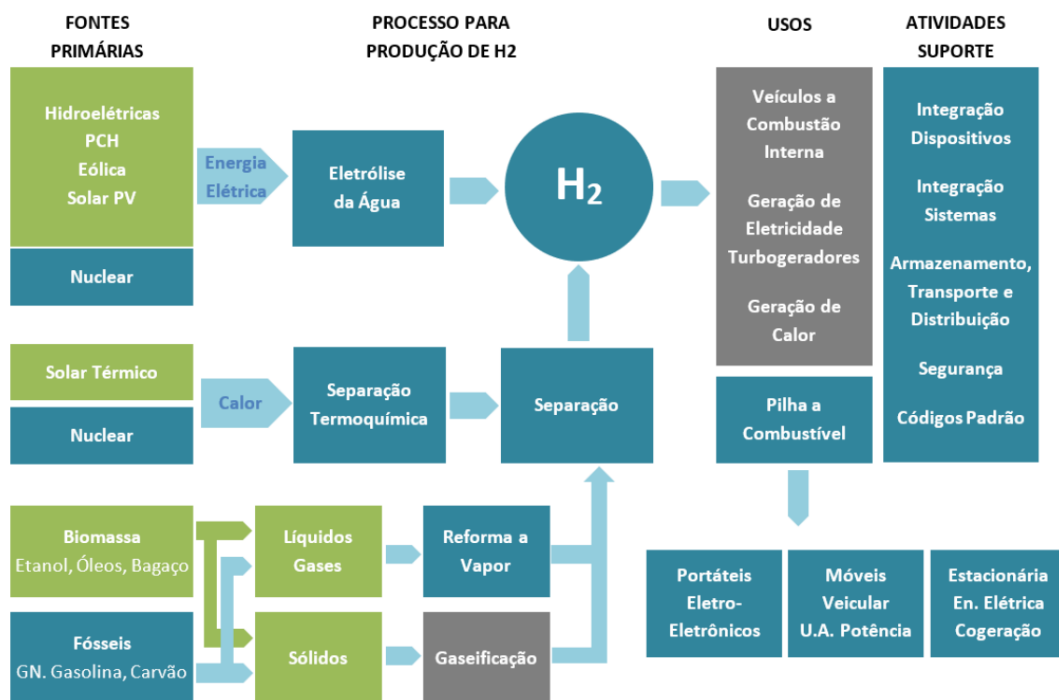 FONTES
PRIMÁRIAS
PROCESSO PARA
PRODUÇÃO DE H2
USOS
ATIVIDADES
SUPORTE
Hidroelétricas
PCH
Eólica
Solar PV
Nuclear
Energia
Elétrica
Eletrólise
da Água
H2
Veículos a
Combustão
Interna
Geração de
Eletricidade
Turbogeradores
Geração de
Calor
Integração
Dispositivos
Integração
Sistemas
Armazenamento,
Transporte e
Distribuição
Segurança
Códigos Padrão
Solar Térmico
Nuclear
Calor
Separação
Termoquímica
Separação
Pilha a
Combustível
Biomassa
Etanol, Óleos, Bagaço
Líquidos
Gases
Reforma a
Vapor
Fósseis
GN. Gasolina, Carvão
Sólidos
Gaseificação
Portáteis
Eletro-
Eletrônicos
Móveis
Veicular
U.A. Potência
Estacionária
En. Elétrica
Cogeração